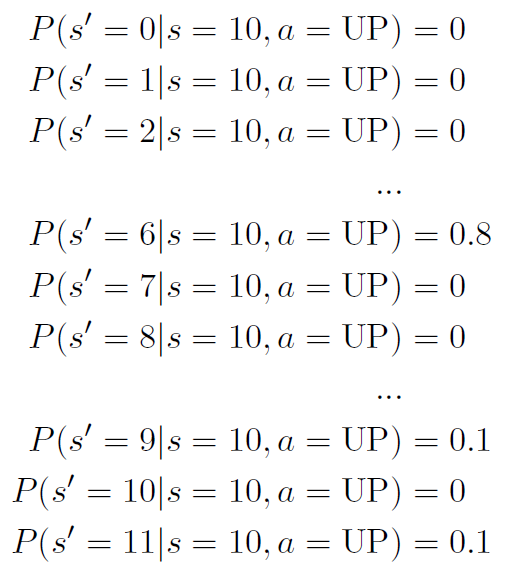 P(s′ = 0|s = 10, a = UP) = 0
P(s′ = 1|s = 10, a = UP) = 0
P(s′ = 2|s = 10, a = UP) = 0
...
P(s′ = 6|s = 10, a = UP) = 0.8
P(s′ = 7|s = 10, a = UP) = 0
P(s′ = 8|s = 10, a = UP) = 0
...
P(s′ = 9|s = 10, a = UP) = 0.1
P(s′ = 10|s = 10, a = UP) = 0
P(s′ = 11|s = 10, a = UP) = 0.1